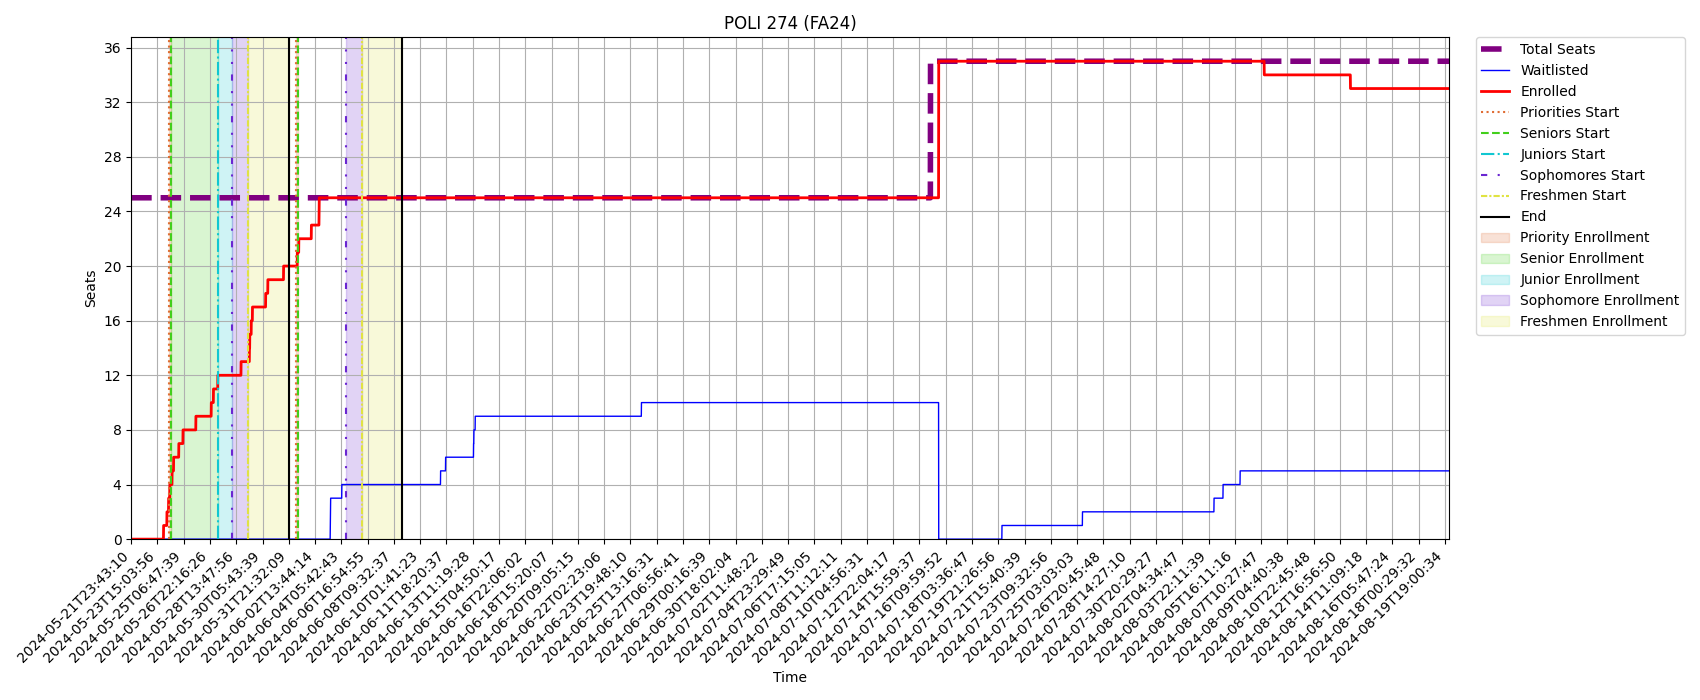 POLI 274 (FA24)
Seats
36
32
28
24
20
16
12
8
4
0
2024-05-21T23:43:10
2024-05-23T15:03:56
2024-05-25T06:47:39
2024-05-26T22:16:26
2024-05-28T13:47:56
2024-05-30T05:43:39
2024-05-31T21:32:09
2024-06-02T13:44:14
2024-06-04T05:42:43
2024-06-06T16:54:55
2024-06-08T09:32:37
2024-06-10T01:41:23
2024-06-11T18:20:37
2024-06-13T11:19:28
2024-06-15T04:50:17
2024-06-16T22:06:02
2024-06-18T15:20:07
2024-06-20T09:05:15
2024-06-22T02:23:06
2024-06-23T19:48:10
2024-06-25T13:16:31
2024-06-27T06:56:41
2024-06-29T00:16:39
2024-06-30T18:02:04
2024-07-02T11:48:22
2024-07-04T23:29:49
2024-07-06T17:15:05
2024-07-08T11:12:11
2024-07-10T04:56:31
2024-07-12T22:04:17
2024-07-14T15:59:37
2024-07-16T09:59:52
2024-07-18T03:36:47
2024-07-19T21:26:56
2024-07-21T15:40:39
2024-07-23T09:32:56
2024-07-25T03:03:03
2024-07-26T20:45:48
2024-07-28T14:27:10
2024-07-30T20:29:27
2024-08-02T04:34:47
2024-08-03T22:11:39
2024-08-05T16:11:16
2024-08-07T10:27:47
2024-08-09T04:40:38
2024-08-10T22:45:48
2024-08-12T16:56:50
2024-08-14T11:09:18
2024-08-16T05:47:24
2024-08-18T00:29:32
2024-08-19T19:00:34
Time
Total Seats
Waitlisted
Enrolled
Priorities Start
Seniors Start
Juniors Start
Sophomores Start
Freshmen Start
End
Priority Enrollment
Senior Enrollment
Junior Enrollment
Sophomore Enrollment
Freshmen Enrollment